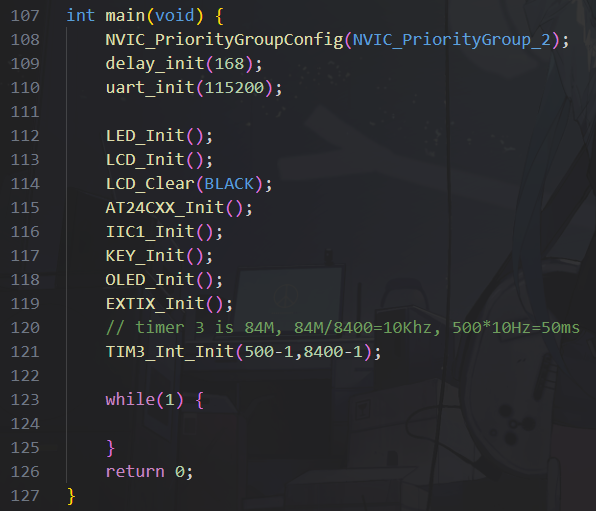 107 int main(void) {
108     NVIC_PriorityGroupConfig(NVIC_PriorityGroup_2);
109     delay_init(168);
110     uart_init(115200);
111
112     LED_Init();
113     LCD_Init();
114     LCD_Clear(BLACK);
115     AT24CXX_Init();
116     IIC1_Init();
117     KEY_Init();
118     OLED_Init();
119     EXTIX_Init();
120     // timer 3 is 84M, 84M/8400=10Khz, 500*10Hz=50ms
121     TIM3_Int_Init(500-1,8400-1);
122
123     while(1) {
124
125     }
126     return 0;
127 }